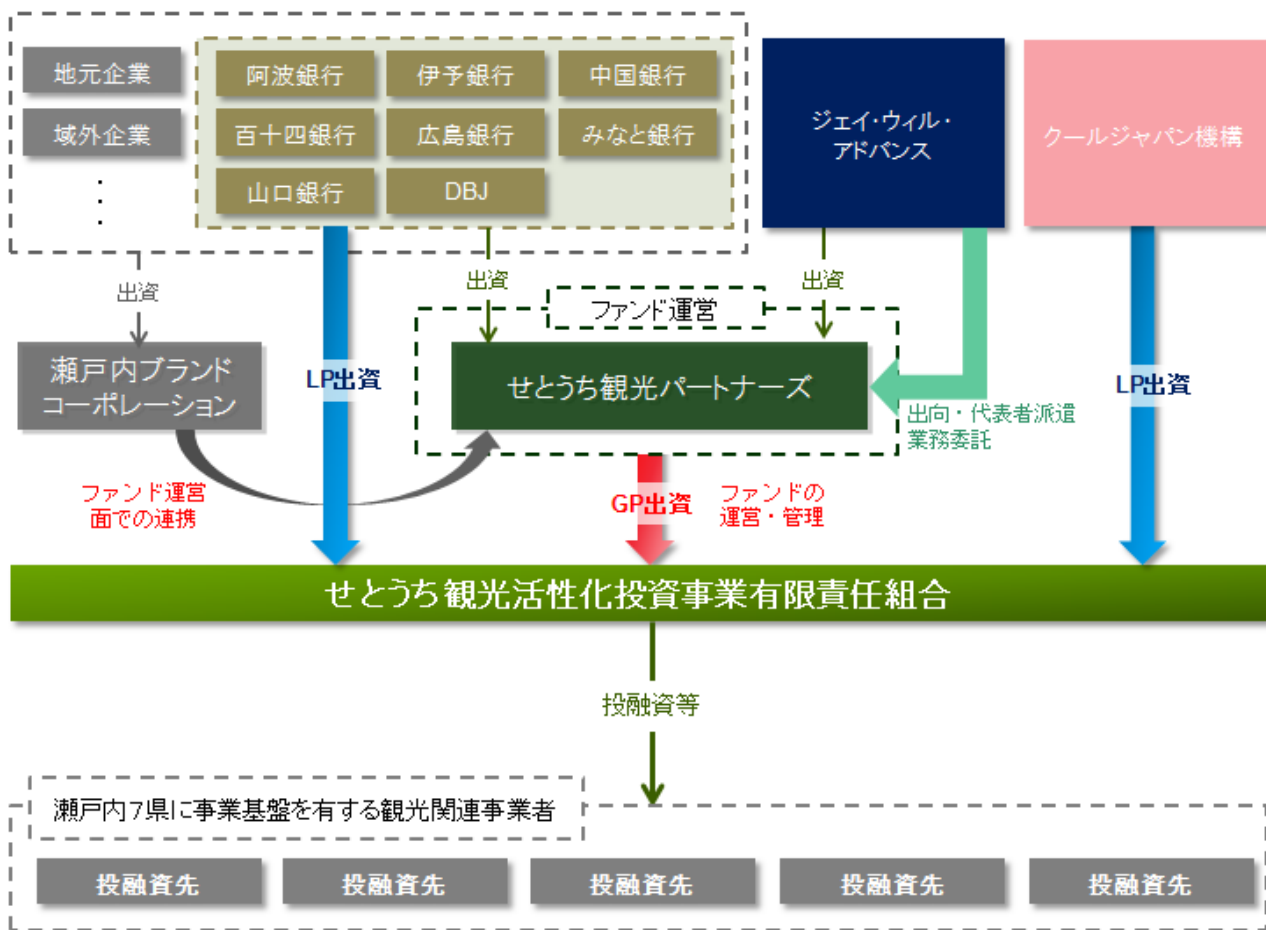 地元企業
域外企業
阿波銀行
伊予銀行
中国銀行
百十四銀行
広島銀行
みなと銀行
山口銀行
DBJ
ジェイ・ウィル・
アドバンス
クールジャパン機構
出資
出資
出資
ファンド運営
瀬戸内ブランド
コーポレーション
LP出資
せとうち観光パートナーズ
LP出資
出向・代表者派遣
業務委託
ファンド運営
面での連携
GP出資
ファンドの
運営・管理
せとうち観光活性化投資事業有限責任組合
投融資等
瀬戸内7県に事業基盤を有する観光関連事業者
投融資先
投融資先
投融資先
投融資先
投融資先